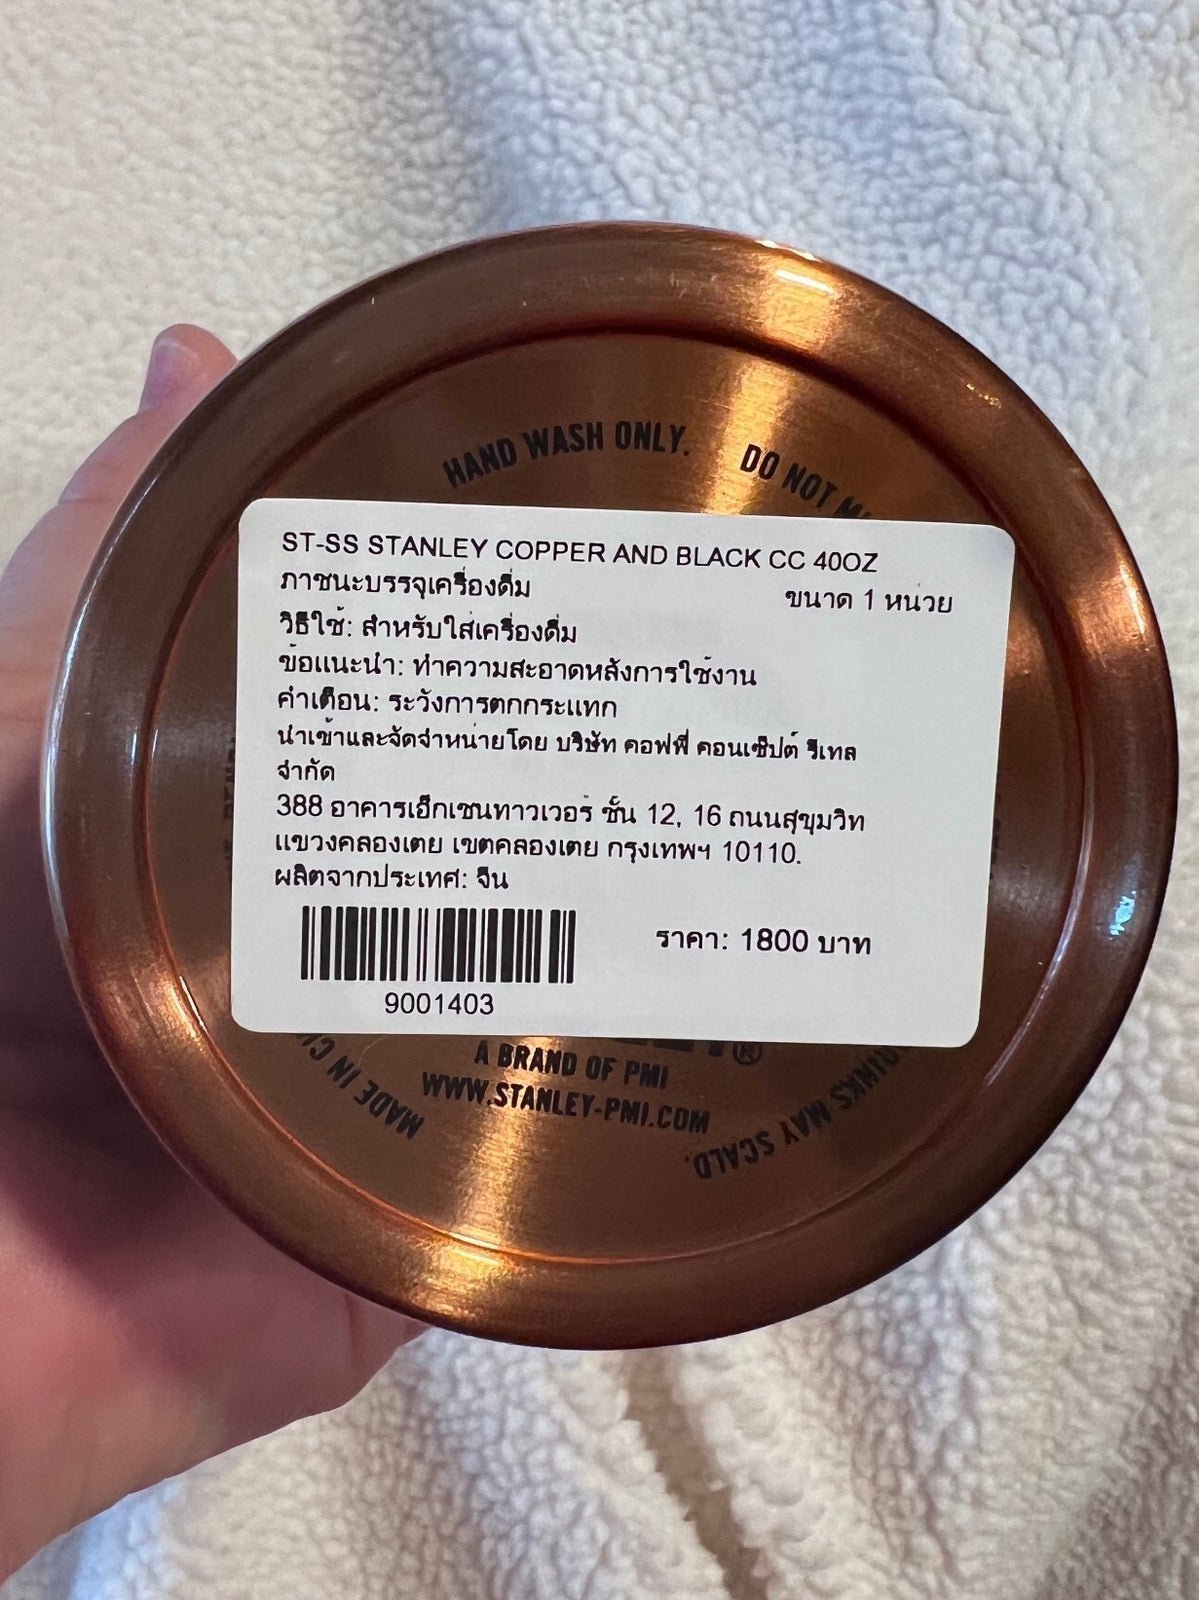 HAND WASH ONLY. DO NOT
ST-SS STANLEY COPPER AND BLACK CC 40OZ
ภาชนะบรรจุเครื่องดื่ม ขนาด 1 หน่วย
วิธีใช้: สำหรับใส่เครื่องดื่ม
ข้อแนะนำ: ทำความสะอาดหลังการใช้งาน
คำเตือน: ระวังการตกกระแทก
นำเข้าและจัดจำหน่ายโดย บริษัท คอฟฟี่ คอนเซ็ปต์ รีเทล
จำกัด
388 อาคารเอ็กเชนทาวเวอร์ ชั้น 12, 16 ถนนสุขุมวิท
แขวงคลองเตย เขตคลองเตย กรุงเทพฯ 10110.
ผลิตจากประเทศ: จีน
ราคา: 1800 บาท
9001403
A BRAND OF PMI
WWW.STANLEY-PMI.COM
MADE IN
MAY SCALD.